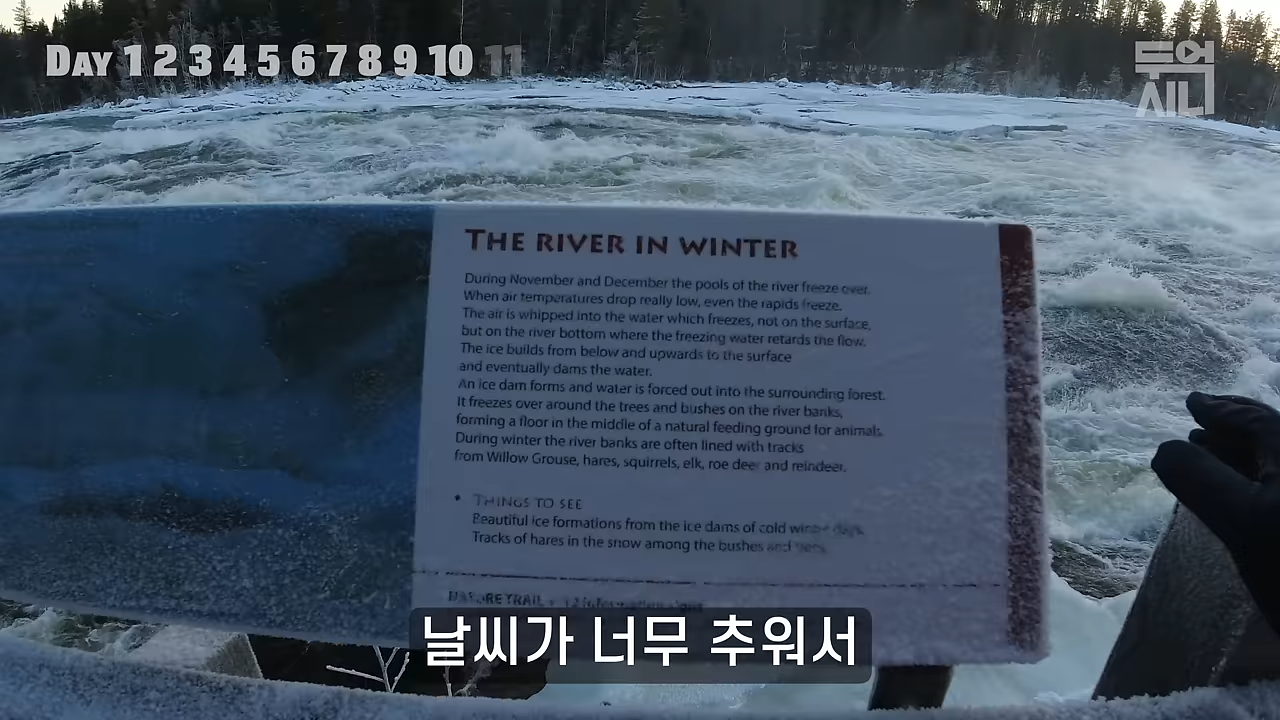 DAY 1 2 3 4 5 6 7 8 9 10 11
두어시니
THE RIVER IN WINTER
During November and December the pools of the river freeze over.
When air temperatures drop really low, even the rapids freeze.
The air is whipped into the water which freezes, not on the surface,
but on the river bottom where the freezing water retards the flow.
The ice builds from below and upwards to the surface
and eventually dams the water.
An ice dam forms and water is forced out into the surrounding forest.
It freezes over around the trees and bushes on the river banks,
forming a floor in the middle of a natural feeding ground for animals.
During winter the river banks are often lined with tracks
from Willow Grouse, hares, squirrels, elk, roe deer and reindeer.
• THINGS TO SEE
Beautiful ice formations from the ice dams of cold winter days.
Tracks of hares in the snow among the bushes and trees.
NATURE TRAIL • 12 information signs
날씨가 너무 추워서